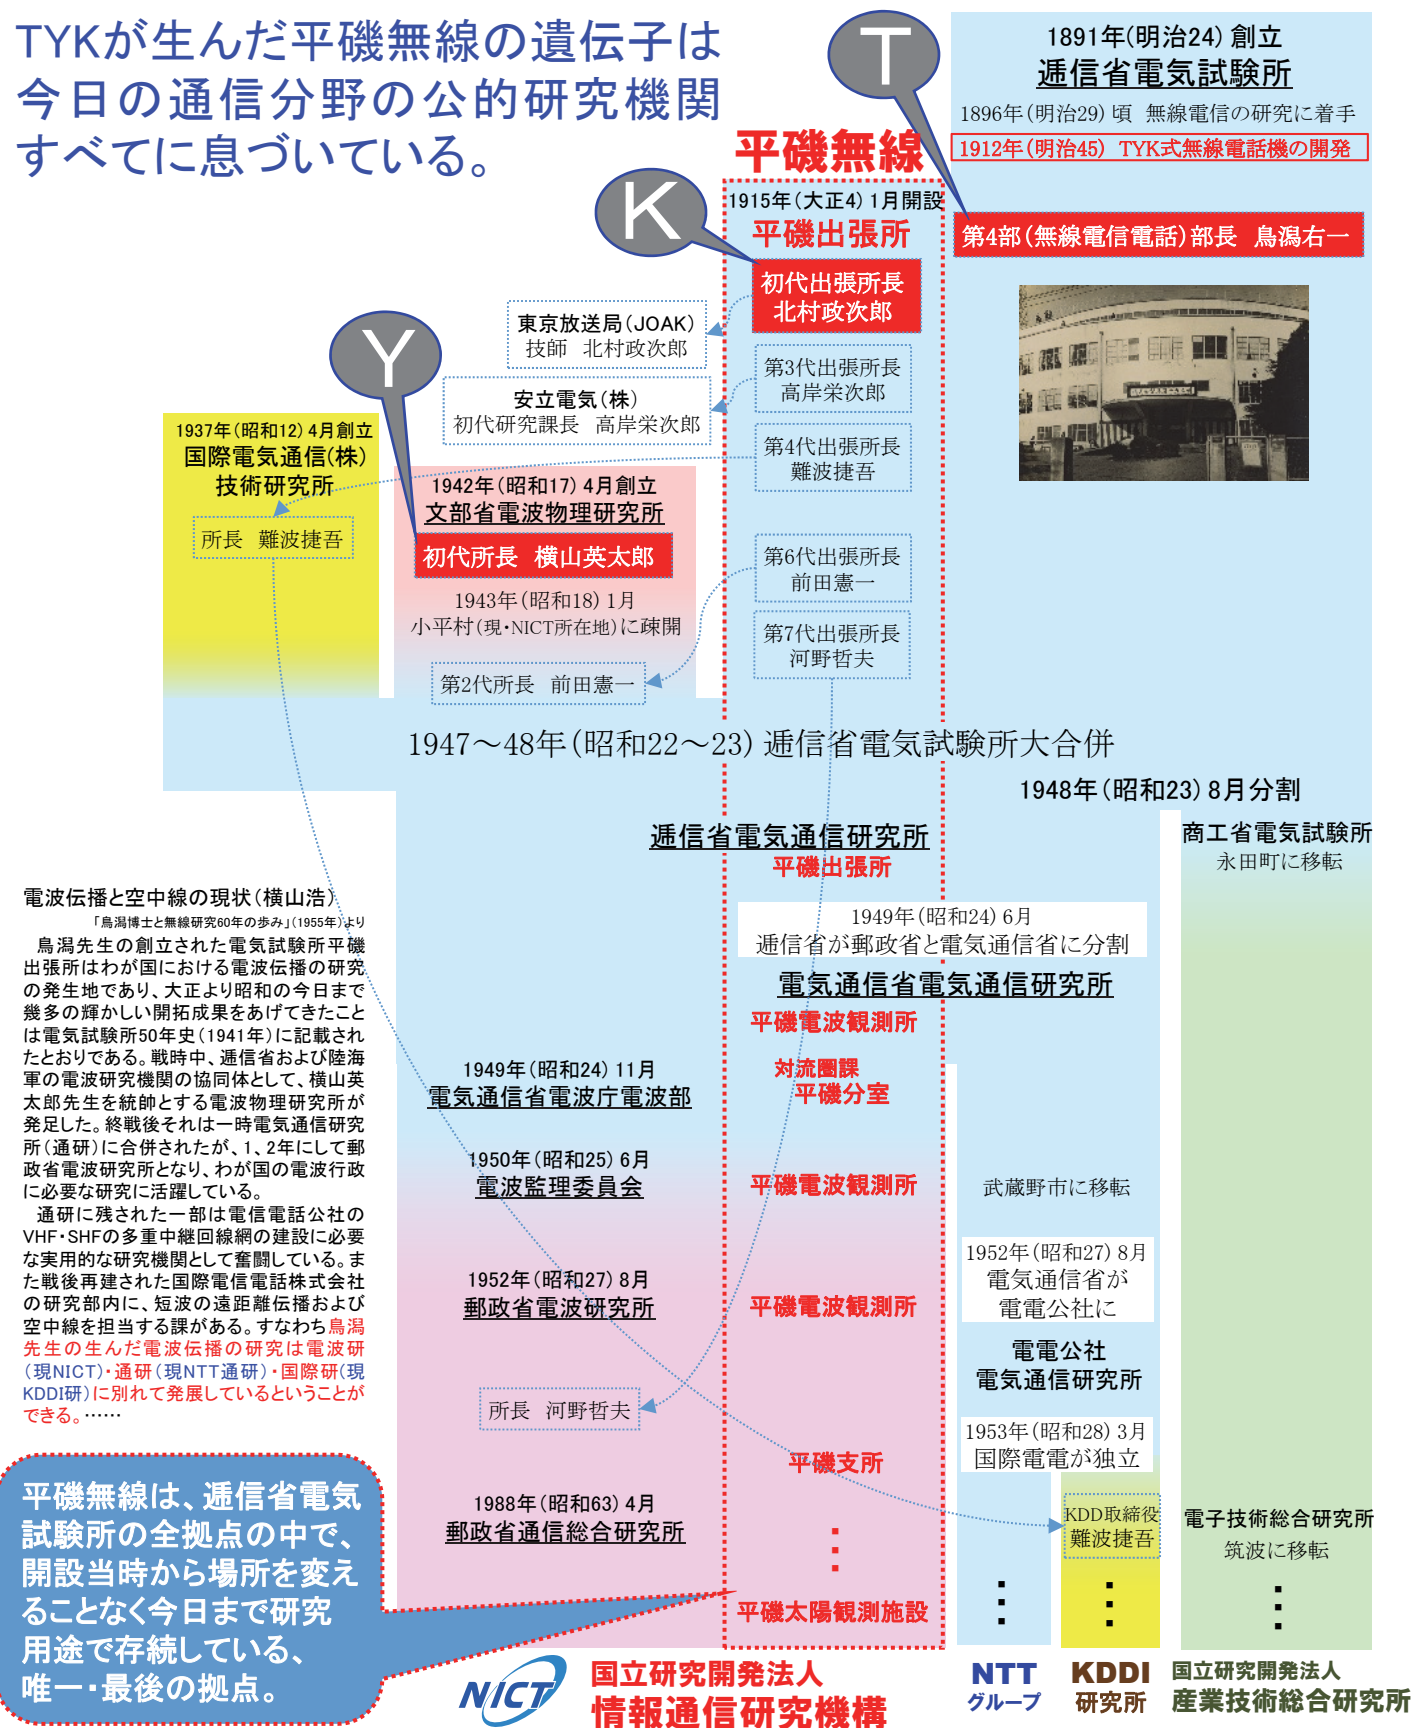 TYKが生んだ平磯無線の遺伝子は
今日の通信分野の公的研究機関
すべてに息づいている。
T
1891年(明治24)創立
逓信省電気試験所
1896年(明治29)頃 無線電信の研究に着手
1912年(明治45) TYK式無線電話機の開発
第4部(無線電信電話)部長 鳥潟右一
平磯無線
K
1915年(大正4)1月開設
平磯出張所
初代出張所長
北村政次郎
東京放送局(JOAK)
技師 北村政次郎
第3代出張所長
高岸栄次郎
安立電気(株)
初代研究課長 高岸栄次郎
第4代出張所長
難波捷吾
Y
1937年(昭和12)4月創立
国際電気通信(株)
技術研究所
所長 難波捷吾
1942年(昭和17)4月創立
文部省電波物理研究所
初代所長 横山英太郎
1943年(昭和18)1月
小平村(現・NICT所在地)に疎開
第2代所長 前田憲一
第6代出張所長
前田憲一
第7代出張所長
河野哲夫
1947～48年(昭和22～23)逓信省電気試験所大合併
1948年(昭和23)8月分割
逓信省電気通信研究所
平磯出張所
商工省電気試験所
永田町に移転
1949年(昭和24)6月
逓信省が郵政省と電気通信省に分割
電気通信省電気通信研究所
平磯電波観測所
対流圏課
平磯分室
1949年(昭和24)11月
電気通信省電波庁電波部
1950年(昭和25)6月
電波監理委員会
平磯電波観測所
武蔵野市に移転
1952年(昭和27)8月
郵政省電波研究所
平磯電波観測所
1952年(昭和27)8月
電気通信省が
電電公社に
電電公社
電気通信研究所
所長 河野哲夫
1953年(昭和28)3月
国際電電が独立
平磯支所
1988年(昭和63)4月
郵政省通信総合研究所
KDD取締役
難波捷吾
電子技術総合研究所
筑波に移転
平磯太陽観測施設
電波伝播と空中線の現状(横山浩)
「鳥潟博士と無線研究60年の歩み」(1955年)より
鳥潟先生の創立された電気試験所平磯
出張所はわが国における電波伝播の研究
の発生地であり、大正より昭和の今日まで
幾多の輝かしい開拓成果をあげてきたこと
は電気試験所50年史(1941年)に記載され
たとおりである。戦時中、逓信省および陸海
軍の電波研究機関の協同体として、横山英
太郎先生を統帥とする電波物理研究所が
発足した。終戦後それは一時電気通信研究
所(通研)に合併されたが、1、2年にして郵
政省電波研究所となり、わが国の電波行政
に必要な研究に活躍している。
通研に残された一部は電信電話公社の
VHF・SHFの多重中継回線網の建設に必要
な実用的な研究機関として奮闘している。ま
た戦後再建された国際電信電話株式会社
の研究部内に、短波の遠距離伝播および
空中線を担当する課がある。すなわち鳥潟
先生の生んだ電波伝播の研究は電波研
(現NICT)・通研(現NTT通研)・国際研(現
KDDI研)に別れて発展しているということが
できる。……
平磯無線は、逓信省電気
試験所の全拠点の中で、
開設当時から場所を変え
ることなく今日まで研究
用途で存続している、
唯一・最後の拠点。
NICT
国立研究開発法人
情報通信研究機構
NTT
グループ
KDDI
研究所
国立研究開発法人
産業技術総合研究所